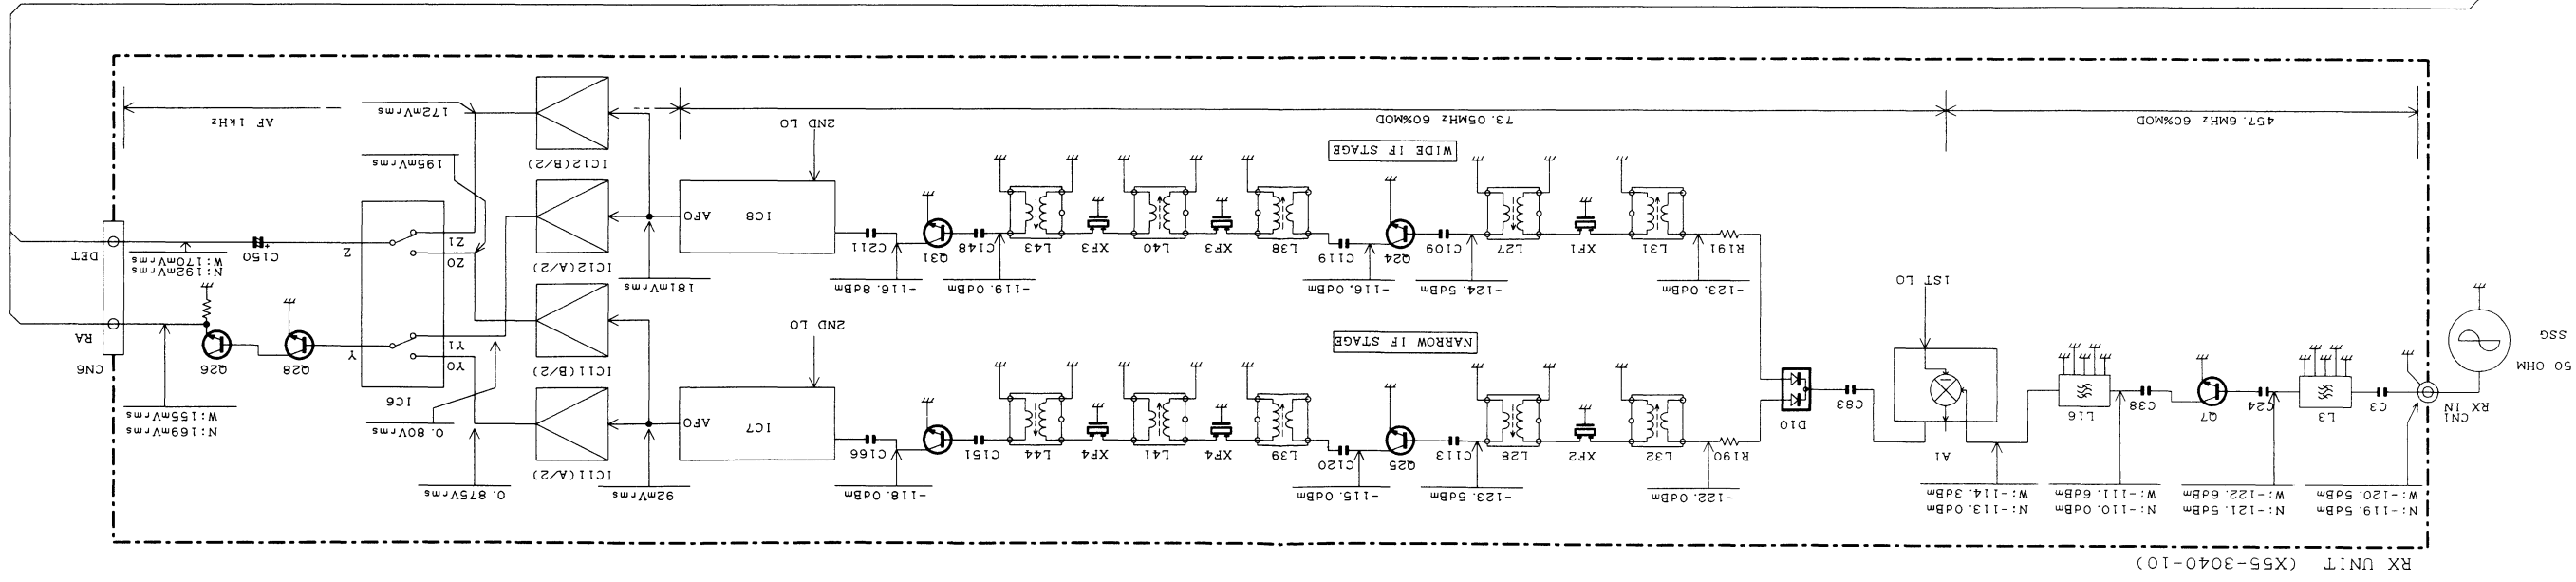 RX UNIT (X55-3040-10)
N:-119.5dBm
W:-120.5dBm
N:-121.5dBm
W:-122.6dBm
N:-110.0dBm
W:-111.6dBm
N:-113.0dBm
W:-114.3dBm
-122.0dBm
-123.5dBm
-115.0dBm
-118.0dBm
92mVrms
0.875Vrms
CN1
RX IN
C3
L3
C24
Q7
C38
L16
A1
C83
D10
R190
L32
XF2
L28
C113
Q25
C120
L39
XF4
L41
XF4
L44
C151
C166
IC7
AFO
IC11(A/2)
0.80Vrms
N:169mVrms
W:155mVrms
50 OHM
SSG
1ST LO
NARROW IF STAGE
2ND LO
IC11(B/2)
IC6
Y0
Y1
Y
Q28
Q26
CN6
RA
-123.0dBm
-124.5dBm
-116.0dBm
-119.0dBm
-116.8dBm
181mVrms
R191
L31
XF1
L27
C109
Q24
C119
L38
XF3
L40
XF3
L43
C148
Q31
C211
IC8
AFO
IC12(A/2)
Z0
Z1
Z
C150
N:192mVrms
W:170mVrms
DET
WIDE IF STAGE
2ND LO
IC12(B/2)
195mVrms
172mVrms
457.6MHz 60%MOD
73.05MHz 60%MOD
AF 1kHz